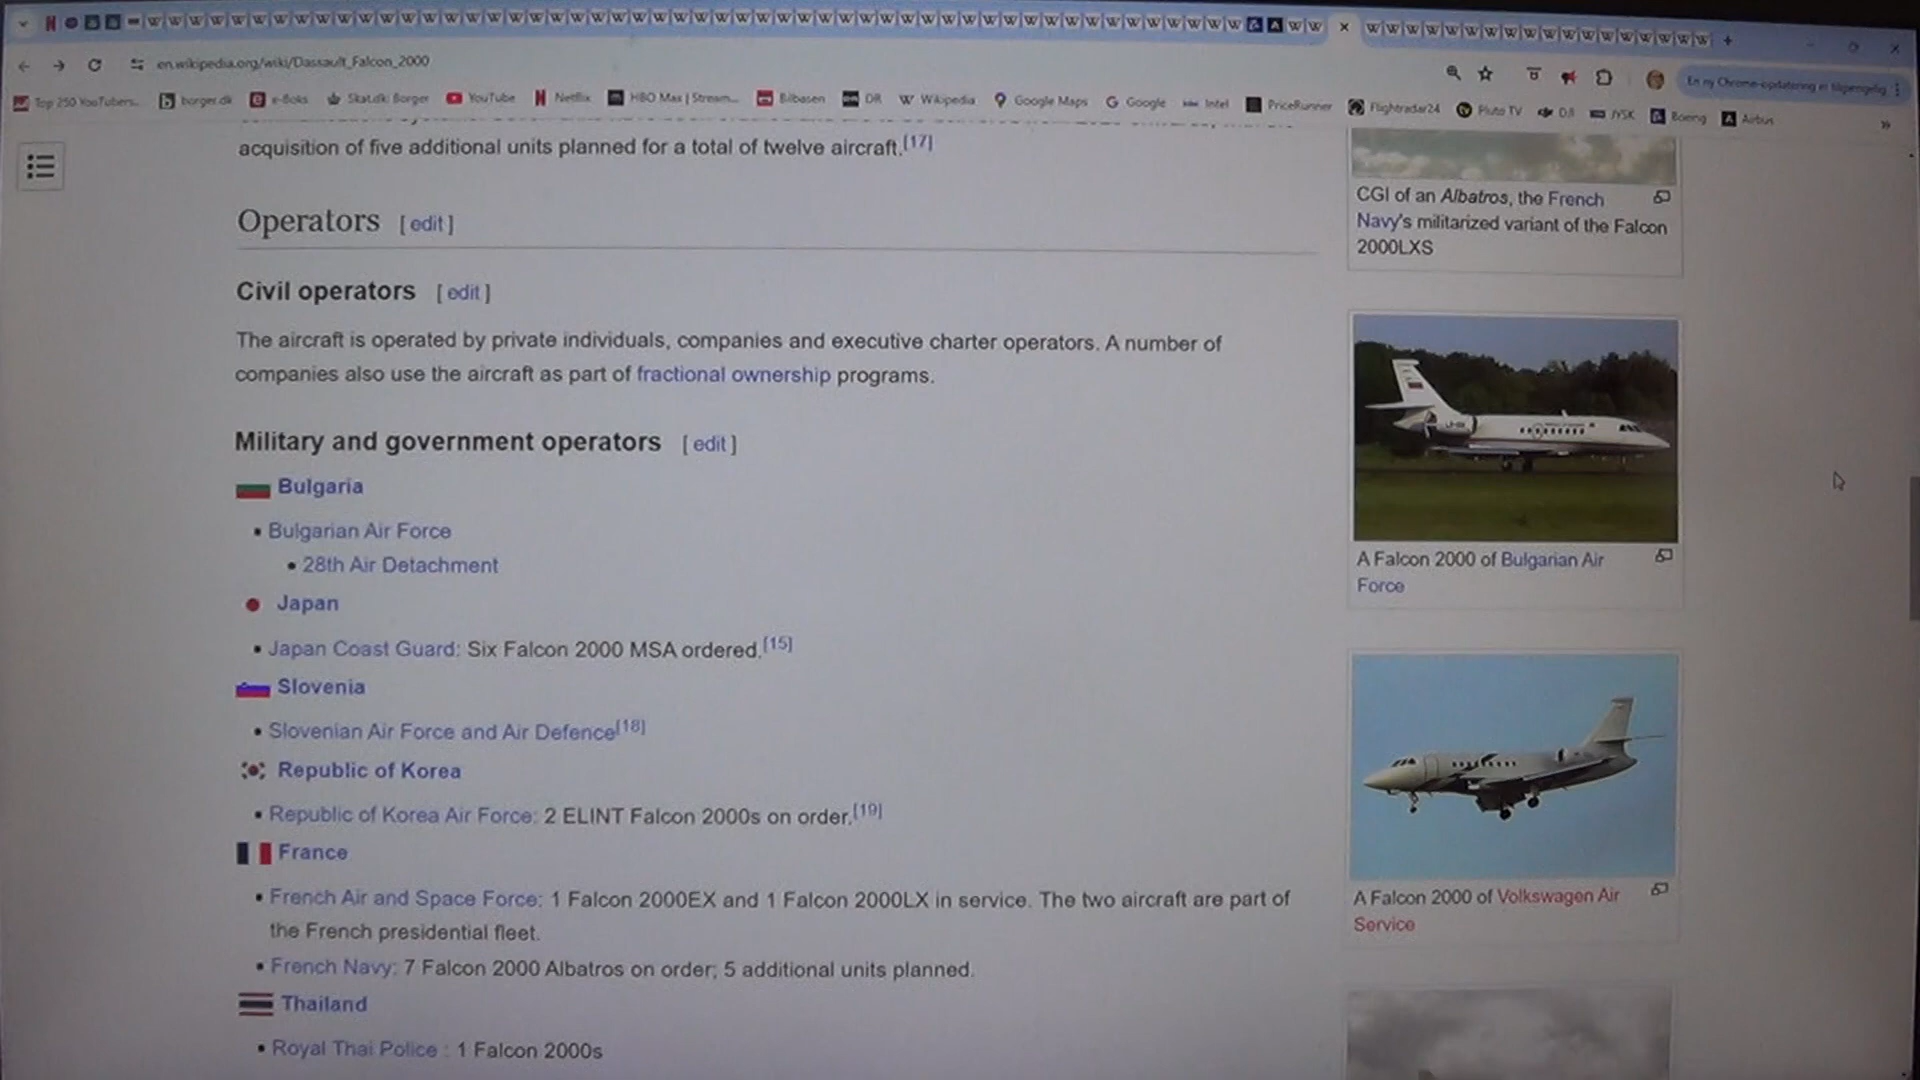 en.wikipedia.org/wiki/Dassault_Falcon_2000
En ny Chrome-opdatering er tilgængelig
Top 250 YouTubers...
borger.dk
e-Boks
Skat.dk: Borger
YouTube
Netflix
HBO Max | Stream...
Bilbasen
DR
Wikipedia
Google Maps
Google
Intel
PriceRunner
Flightradar24
Pluto TV
DJI
JYSK
Boeing
Airbus
acquisition of five additional units planned for a total of twelve aircraft.[17]
Operators [ edit ]
Civil operators [ edit ]
The aircraft is operated by private individuals, companies and executive charter operators. A number of
companies also use the aircraft as part of fractional ownership programs.
Military and government operators [ edit ]
Bulgaria
• Bulgarian Air Force
• 28th Air Detachment
Japan
• Japan Coast Guard: Six Falcon 2000 MSA ordered.[15]
Slovenia
• Slovenian Air Force and Air Defence[18]
Republic of Korea
• Republic of Korea Air Force: 2 ELINT Falcon 2000s on order.[19]
France
• French Air and Space Force: 1 Falcon 2000EX and 1 Falcon 2000LX in service. The two aircraft are part of
the French presidential fleet.
• French Navy: 7 Falcon 2000 Albatros on order; 5 additional units planned.
Thailand
• Royal Thai Police : 1 Falcon 2000s
CGI of an Albatros, the French
Navy's militarized variant of the Falcon
2000LXS
A Falcon 2000 of Bulgarian Air
Force
A Falcon 2000 of Volkswagen Air
Service